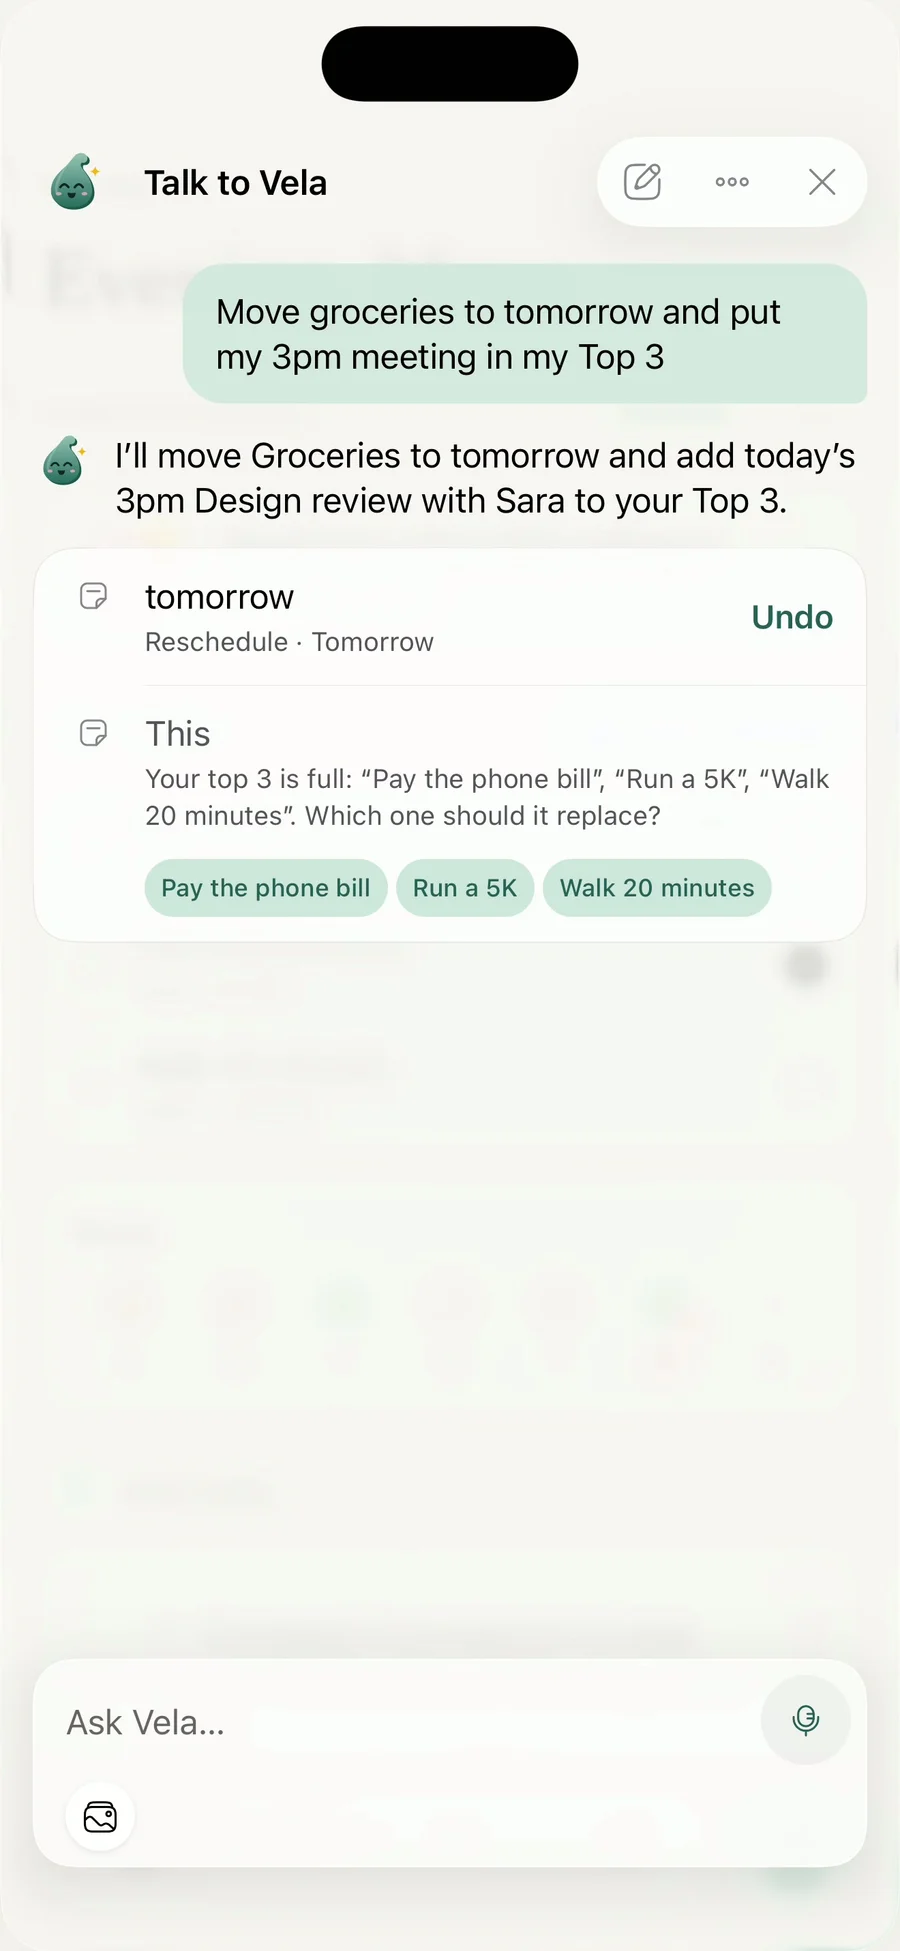 Talk to Vela
Move groceries to tomorrow and put
my 3pm meeting in my Top 3
I’ll move Groceries to tomorrow and add today’s
3pm Design review with Sara to your Top 3.
tomorrow
Reschedule · Tomorrow
Undo
This
Your top 3 is full: “Pay the phone bill”, “Run a 5K”, “Walk
20 minutes”. Which one should it replace?
Pay the phone bill
Run a 5K
Walk 20 minutes
Ask Vela...